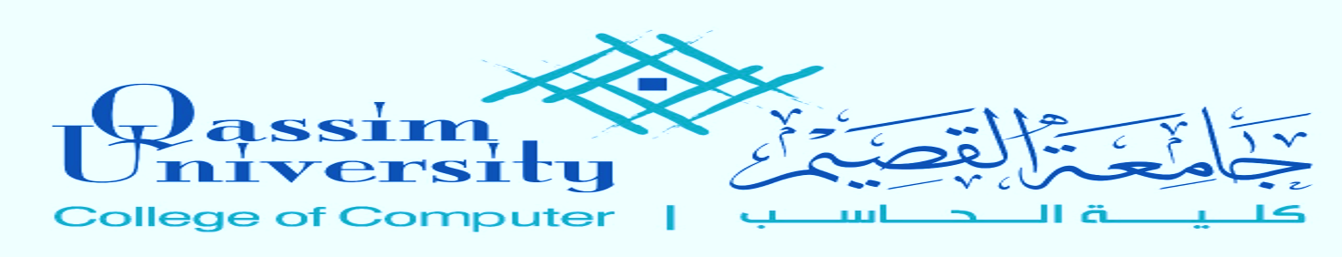 Qassim
University
College of Computer
جامعة القصيم
كلية الحاسب